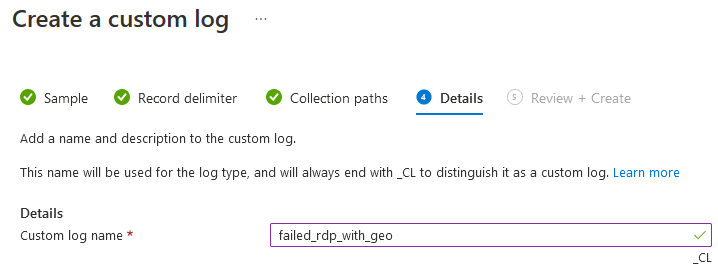 Create a custom log ...
Sample Record delimiter Collection paths 4 Details 5 Review + Create
Add a name and description to the custom log.
This name will be used for the log type, and will always end with _CL to distinguish it as a custom log. Learn more
Details
Custom log name * failed_rdp_with_geo
_CL